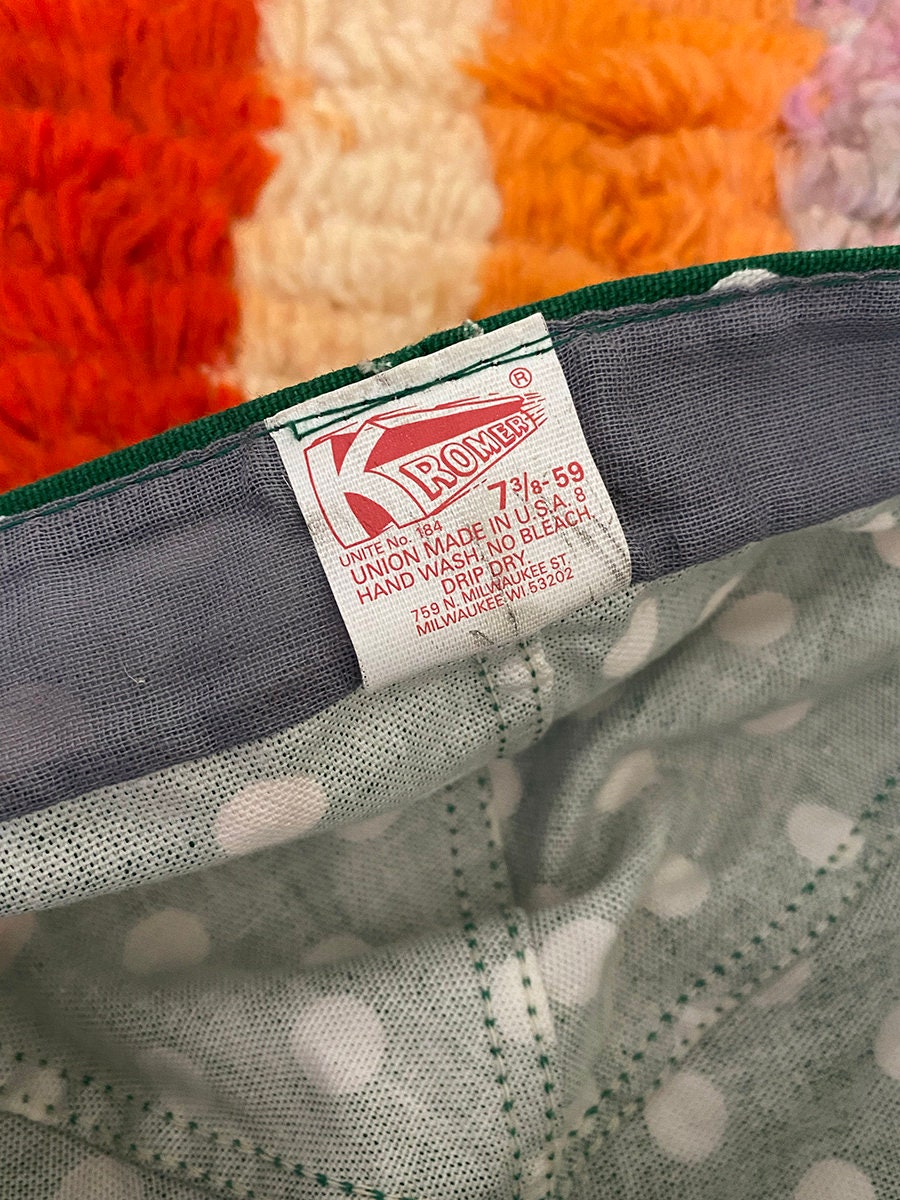 ®
KROMER
7 3/8 - 59
UNITE No. 184
UNION MADE IN U.S.A. 8
HAND WASH, NO BLEACH
DRIP DRY.
759 N. MILWAUKEE ST.
MILWAUKEE, WI. 53202